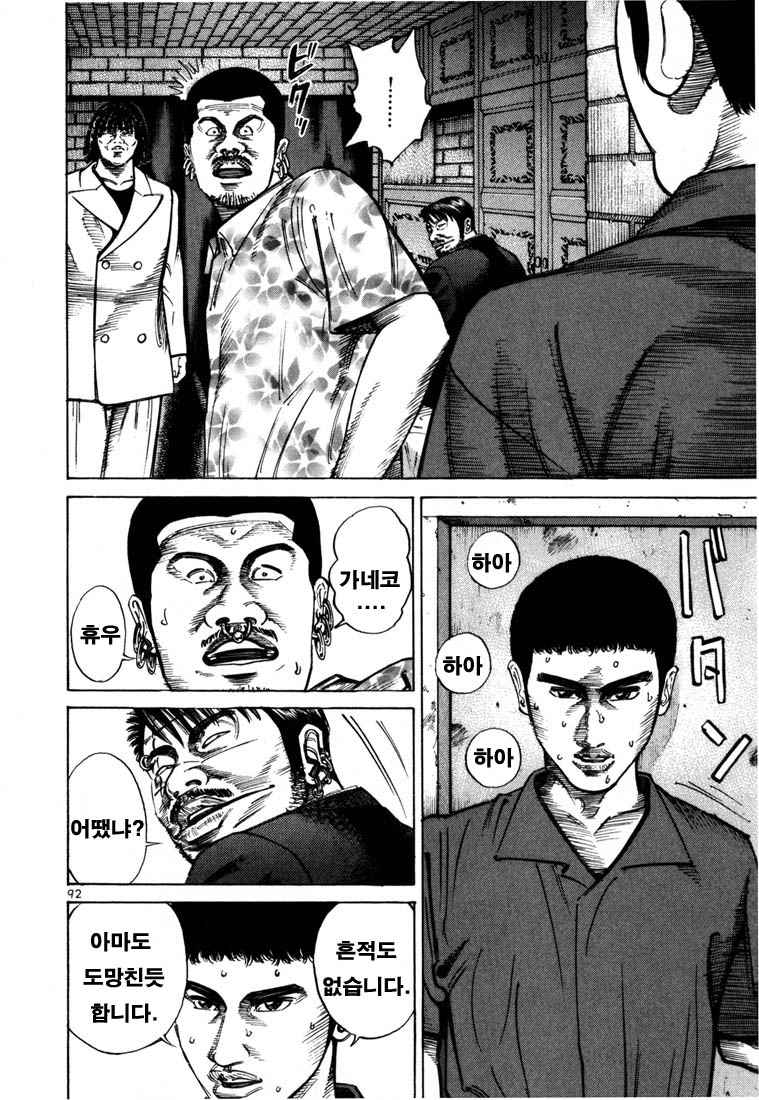 !......
ビクッ
バタン
하아
하아
하아
가네코
....
휴우
어땠냐?
92
흔적도
없습니다.
아마도
도망친듯
합니다.